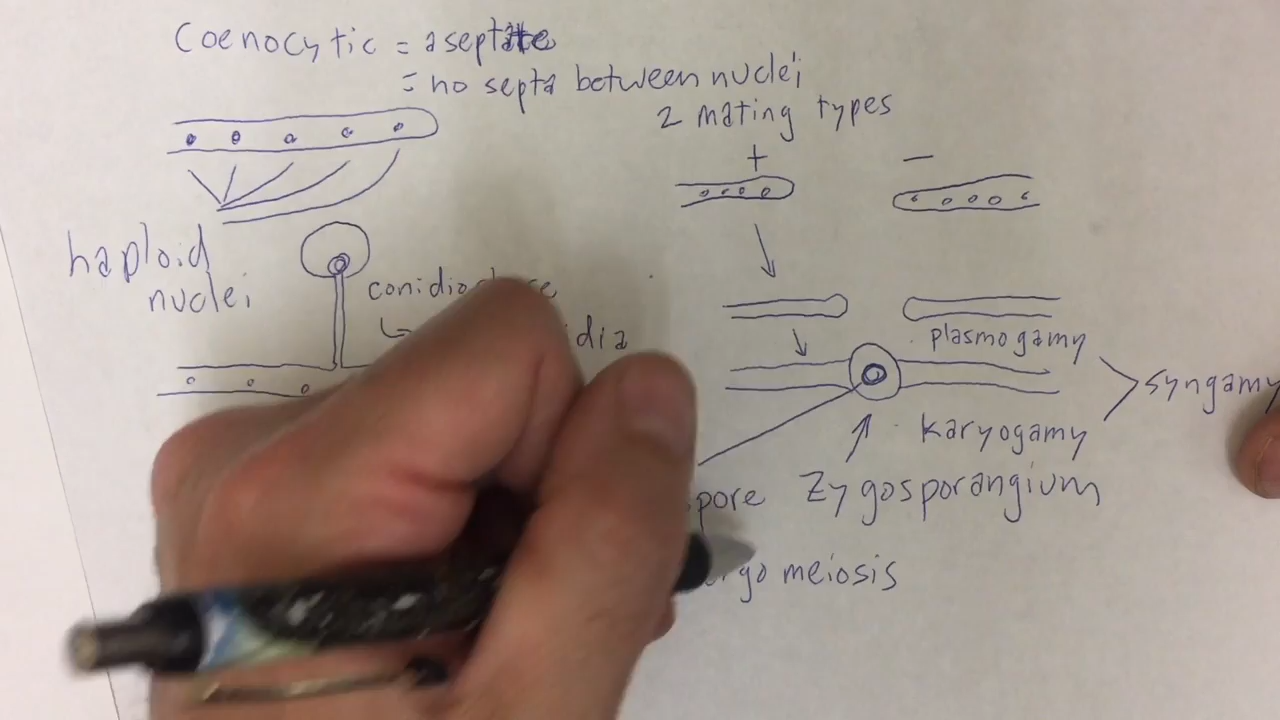 Coenocytic = aseptate
= no septa between nuclei
2 mating types
+ -
haploid
nuclei
plasmogamy
syngamy
karyogamy
Zygosporangium
meiosis